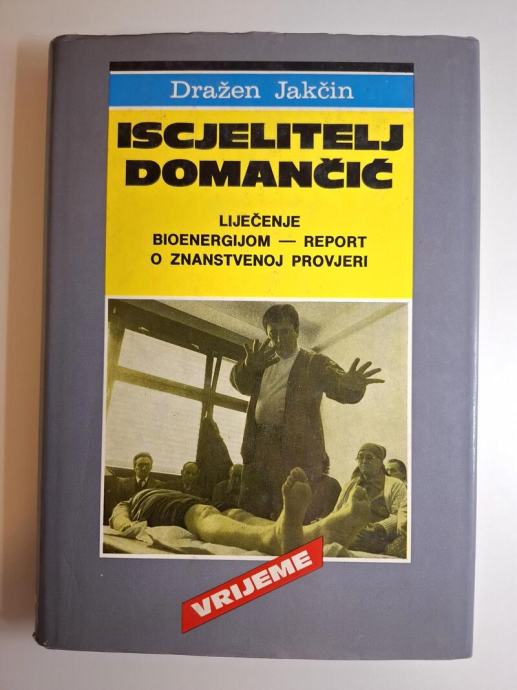 Dražen Jakčin
ISCJELITELJ
DOMANČIĆ
LIJEČENJE
BIOENERGIJOM — REPORT
O ZNANSTVENOJ PROVJERI
VRIJEME